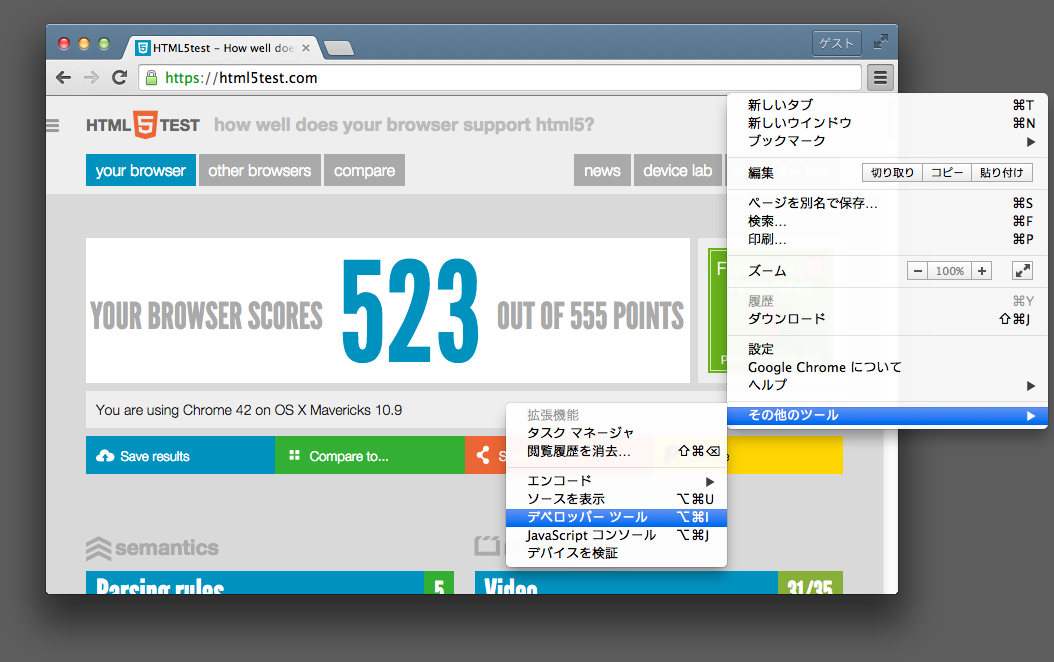 HTML5test – How well doe
ゲスト
https://html5test.com
HTML 5 TEST how well does your browser support html5?
your browser
other browsers
compare
news
device lab
YOUR BROWSER SCORES 523 OUT OF 555 POINTS
You are using Chrome 42 on OS X Mavericks 10.9
Save results
Compare to...
S
e
semantics
Parsing rules 5
Video 31/35
新しいタブ ⌘T
新しいウインドウ ⌘N
ブックマーク ▶
編集 切り取り コピー 貼り付け
ページを別名で保存... ⌘S
検索... ⌘F
印刷... ⌘P
ズーム − 100% +
履歴 ⌘Y
ダウンロード ⇧⌘J
設定
Google Chrome について
ヘルプ ▶
その他のツール ▶
拡張機能
タスク マネージャ
閲覧履歴を消去... ⇧⌘⌫
エンコード ▶
ソースを表示 ⌥⌘U
デベロッパー ツール ⌥⌘I
JavaScript コンソール ⌥⌘J
デバイスを検証